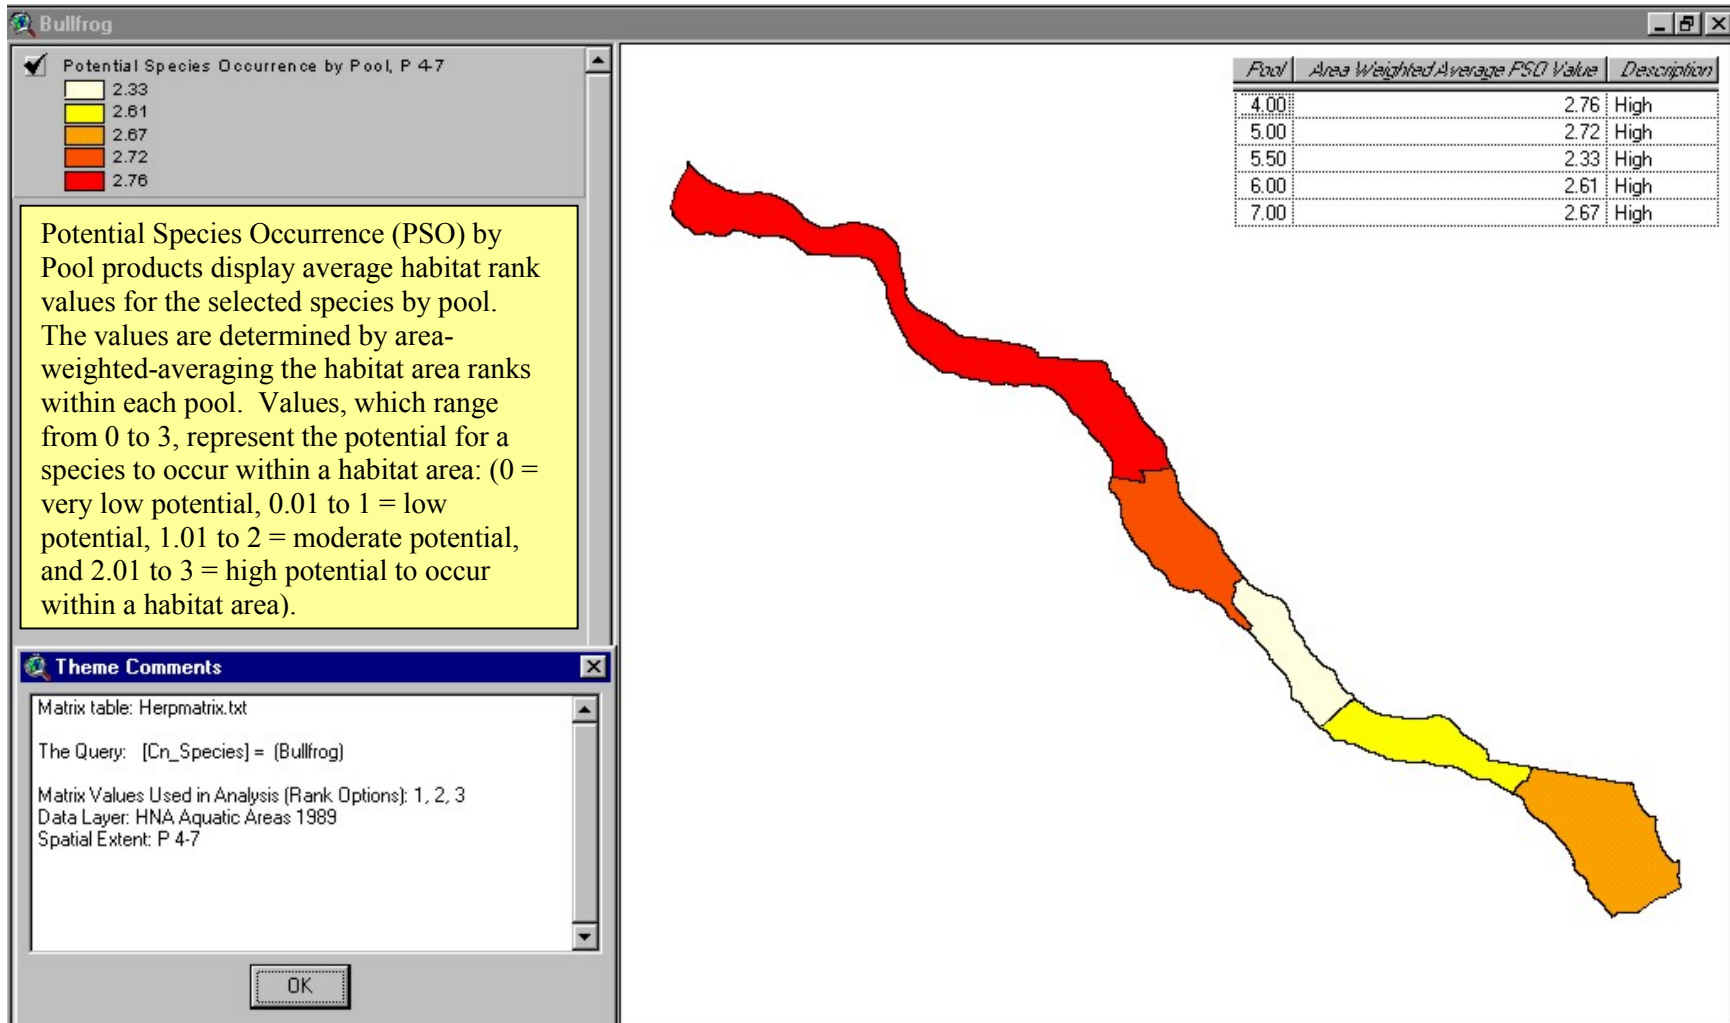 Bullfrog
Potential Species Occurrence by Pool, P 4-7
2.33
2.61
2.67
2.72
2.76
Potential Species Occurrence (PSO) by
Pool products display average habitat rank
values for the selected species by pool.
The values are determined by area-
weighted-averaging the habitat area ranks
within each pool.  Values, which range
from 0 to 3, represent the potential for a
species to occur within a habitat area: (0 =
very low potential, 0.01 to 1 = low
potential, 1.01 to 2 = moderate potential,
and 2.01 to 3 = high potential to occur
within a habitat area).
Theme Comments
Matrix table: Herpmatrix.txt
The Query:   [Cn_Species] =  (Bullfrog)
Matrix Values Used in Analysis (Rank Options): 1, 2, 3
Data Layer: HNA Aquatic Areas 1989
Spatial Extent: P 4-7
OK
Pool Area Weighted Average PSO Value Description
4.00 2.76 High
5.00 2.72 High
5.50 2.33 High
6.00 2.61 High
7.00 2.67 High